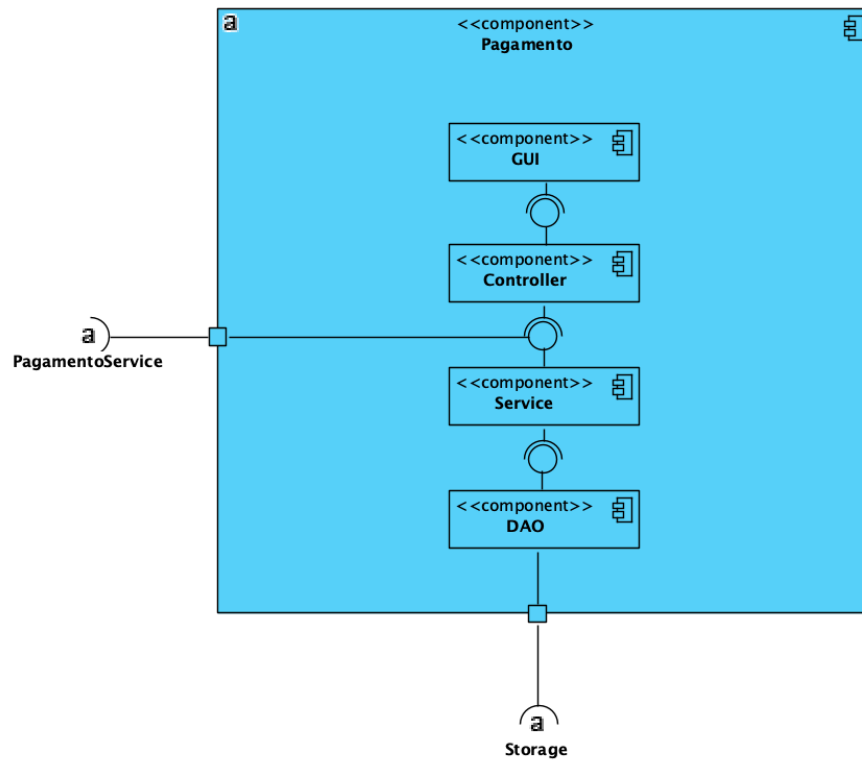 a
<<component>>
Pagamento
<<component>>
GUI
<<component>>
Controller
a
PagamentoService
<<component>>
Service
<<component>>
DAO
a
Storage